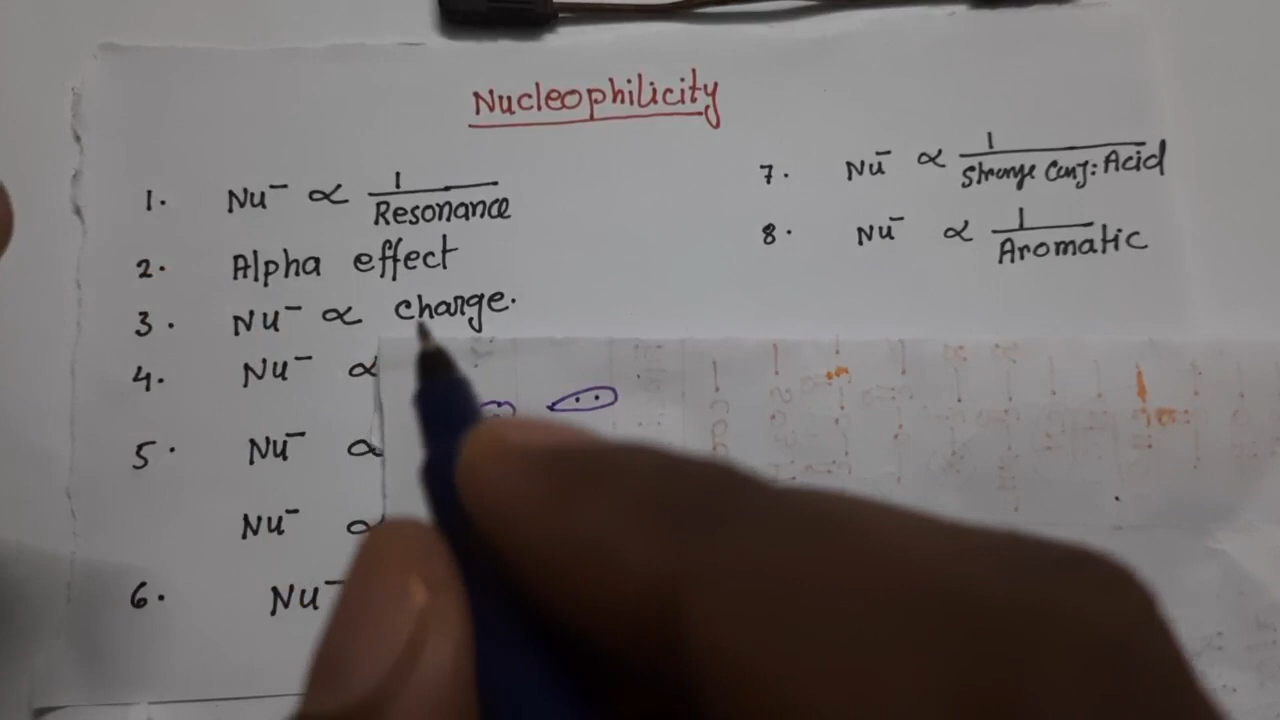 Nucleophilicity
1. Nu⁻ ∝ 1/Resonance
2. Alpha effect
3. Nu⁻ ∝ charge.
4. Nu⁻ ∝
5. Nu⁻ ∝
Nu⁻ ∝
6. Nu⁻
7. Nu⁻ ∝ 1/Stronge Conj: Acid
8. Nu⁻ ∝ 1/Aromatic